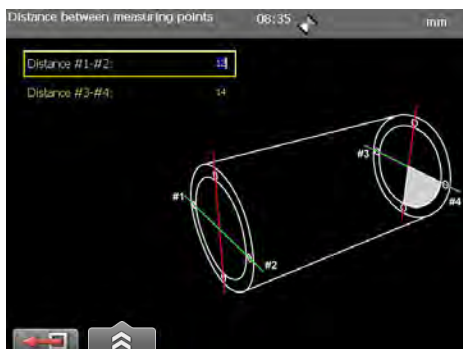 Distance between measuring points 08:35 mm
Distance #1-#2: 13
Distance #3-#4: 14
#3
#1
#4
#2